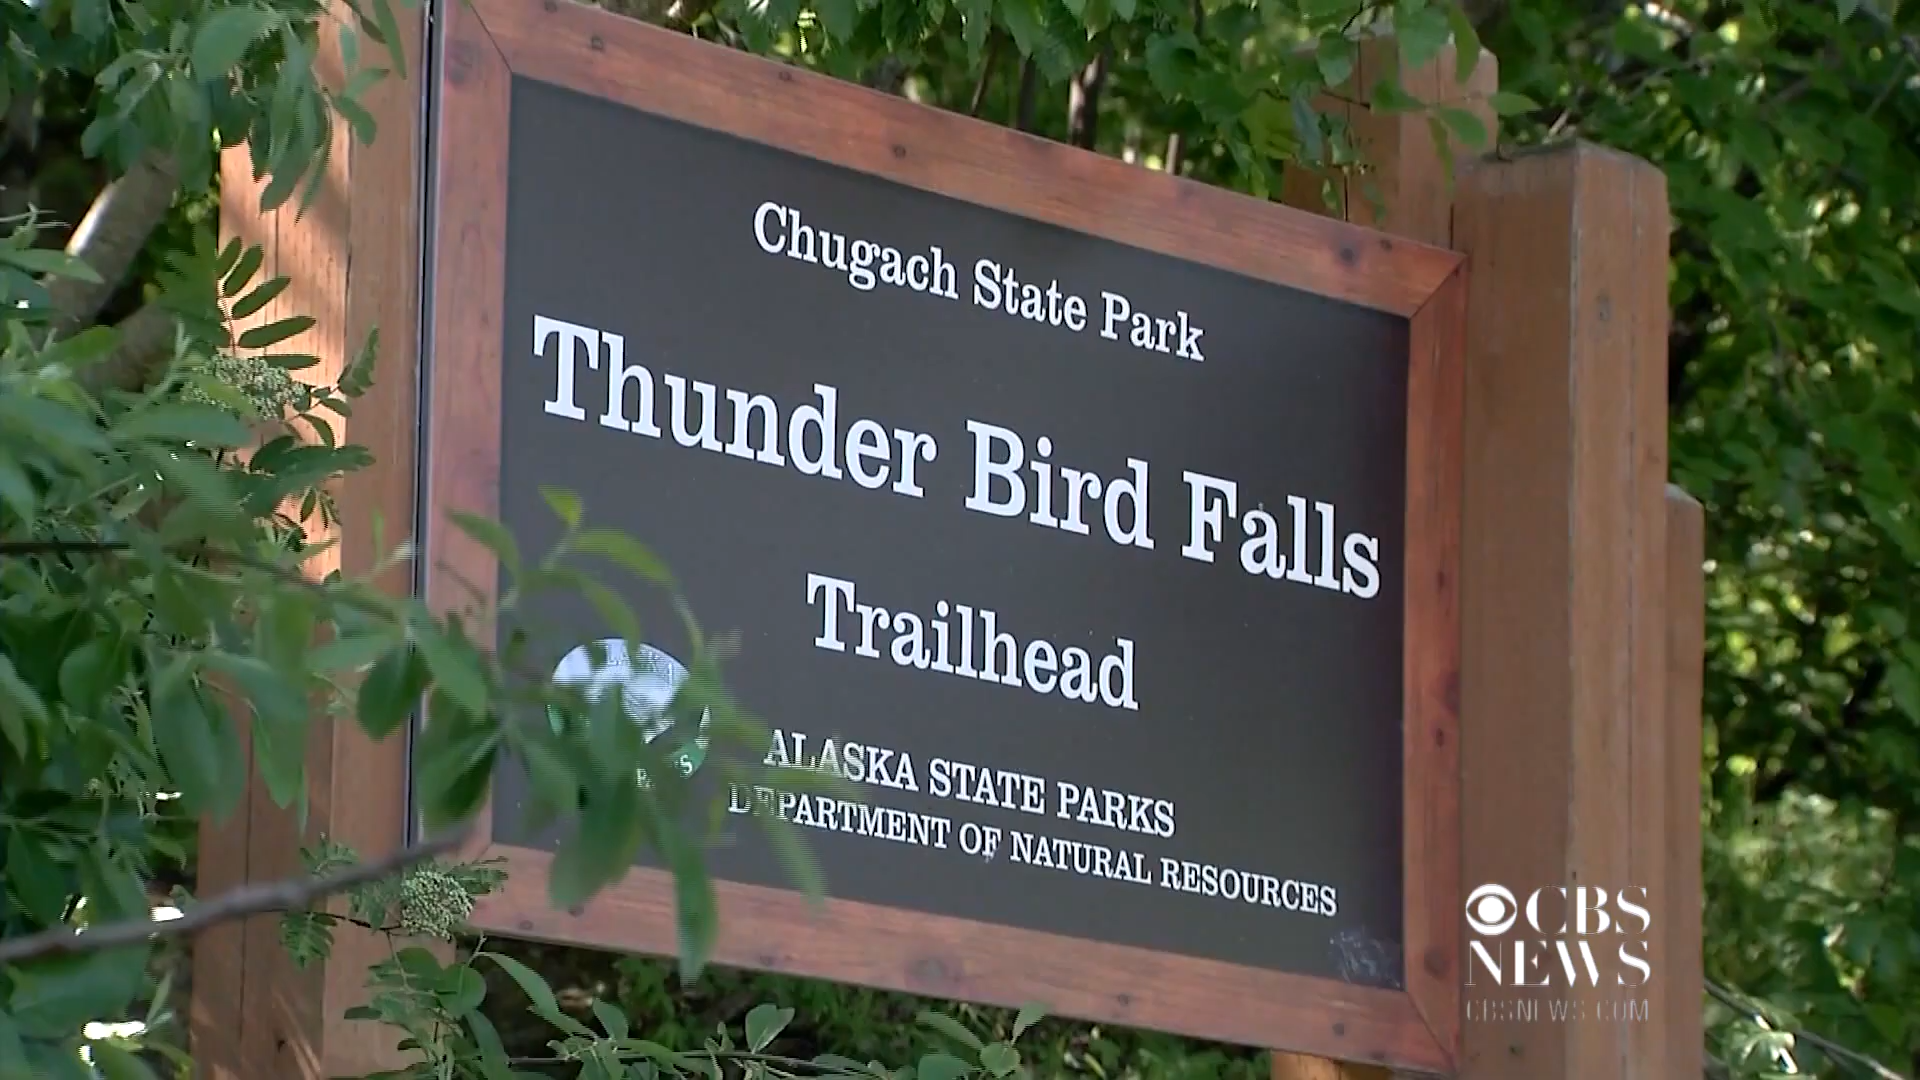 Chugach State Park
Thunder Bird Falls
Trailhead
ALASKA STATE PARKS
DEPARTMENT OF NATURAL RESOURCES
CBS
NEWS
CBSNEWS.COM